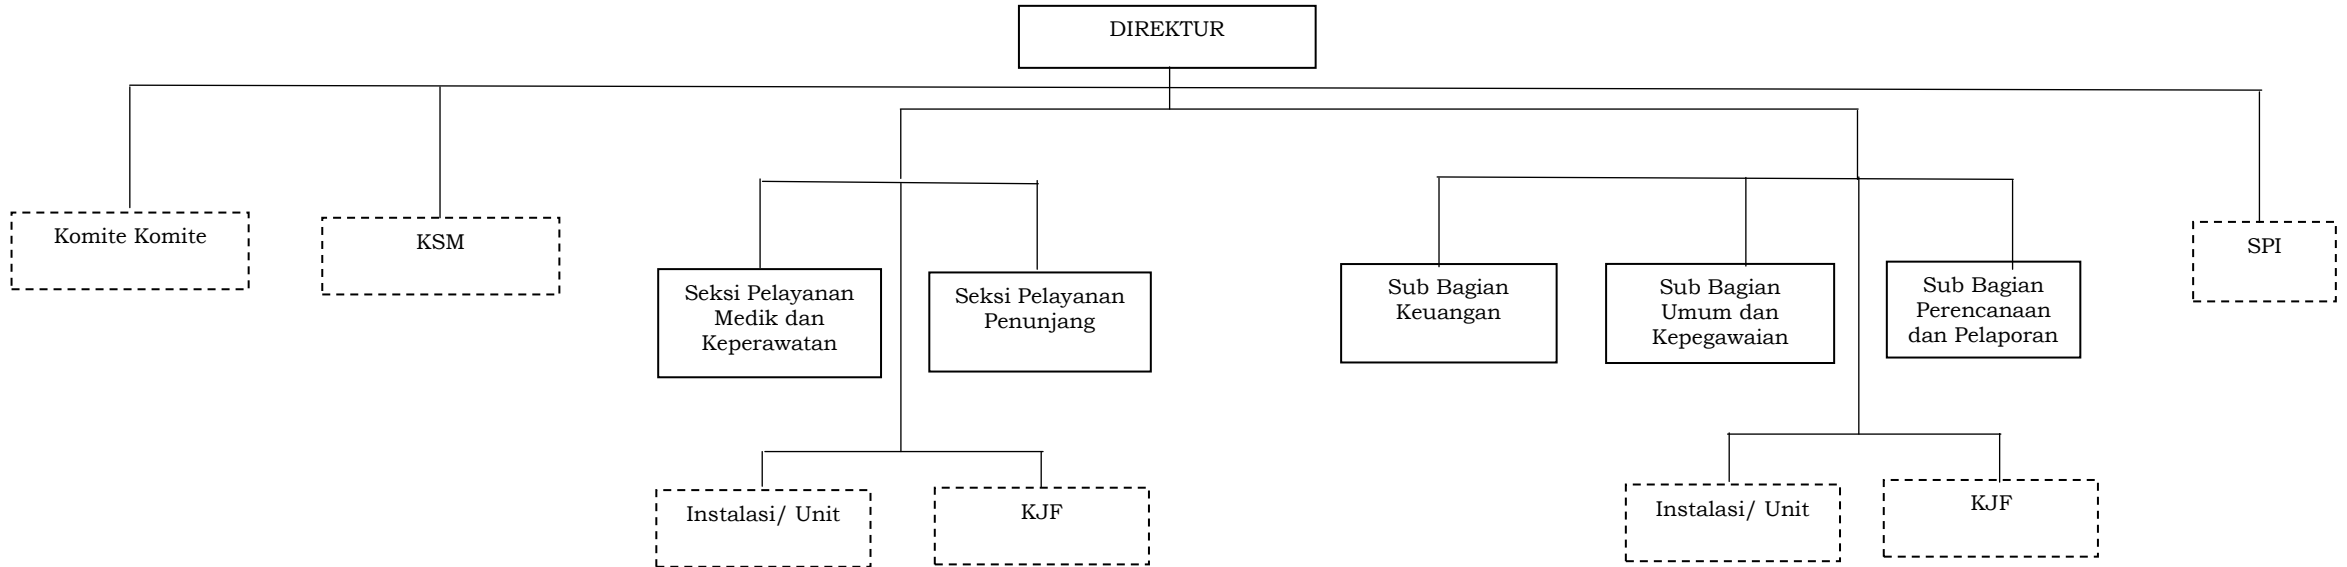 DIREKTUR
Komite Komite
KSM
SPI
Seksi Pelayanan
Medik dan
Keperawatan
Seksi Pelayanan
Penunjang
Sub Bagian
Keuangan
Sub Bagian
Umum dan
Kepegawaian
Sub Bagian
Perencanaan
dan Pelaporan
Instalasi/ Unit
KJF
Instalasi/ Unit
KJF